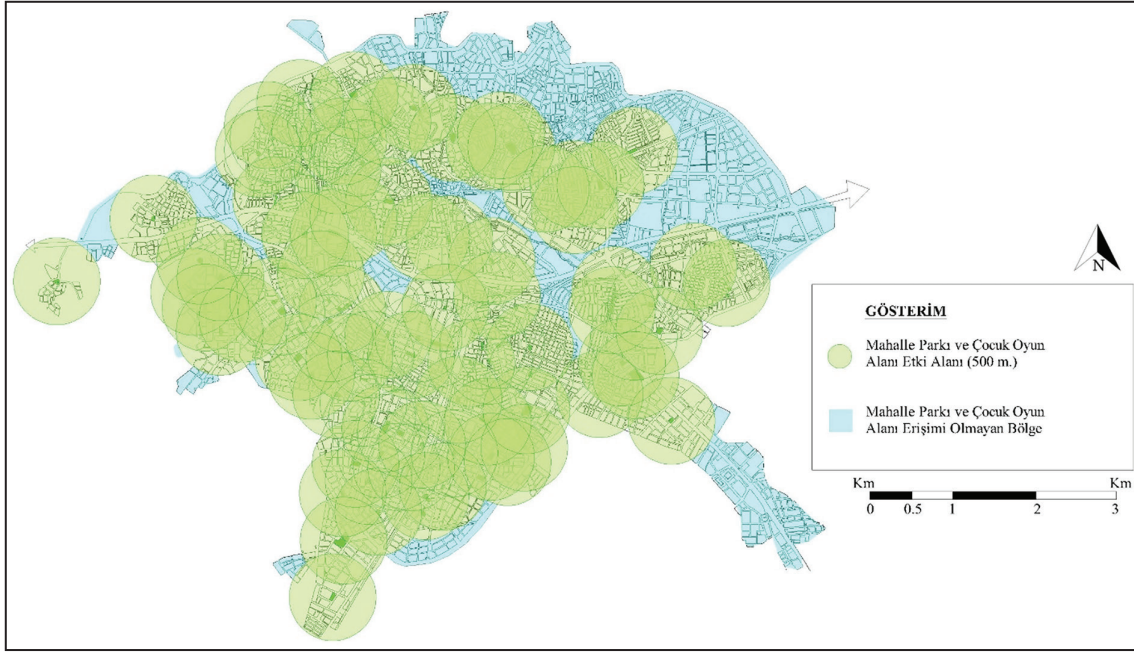 N
GÖSTERİM
Mahalle Parkı ve Çocuk Oyun
Alanı Etki Alanı (500 m.)
Mahalle Parkı ve Çocuk Oyun
Alanı Erişimi Olmayan Bölge
Km Km
0 0.5 1 2 3